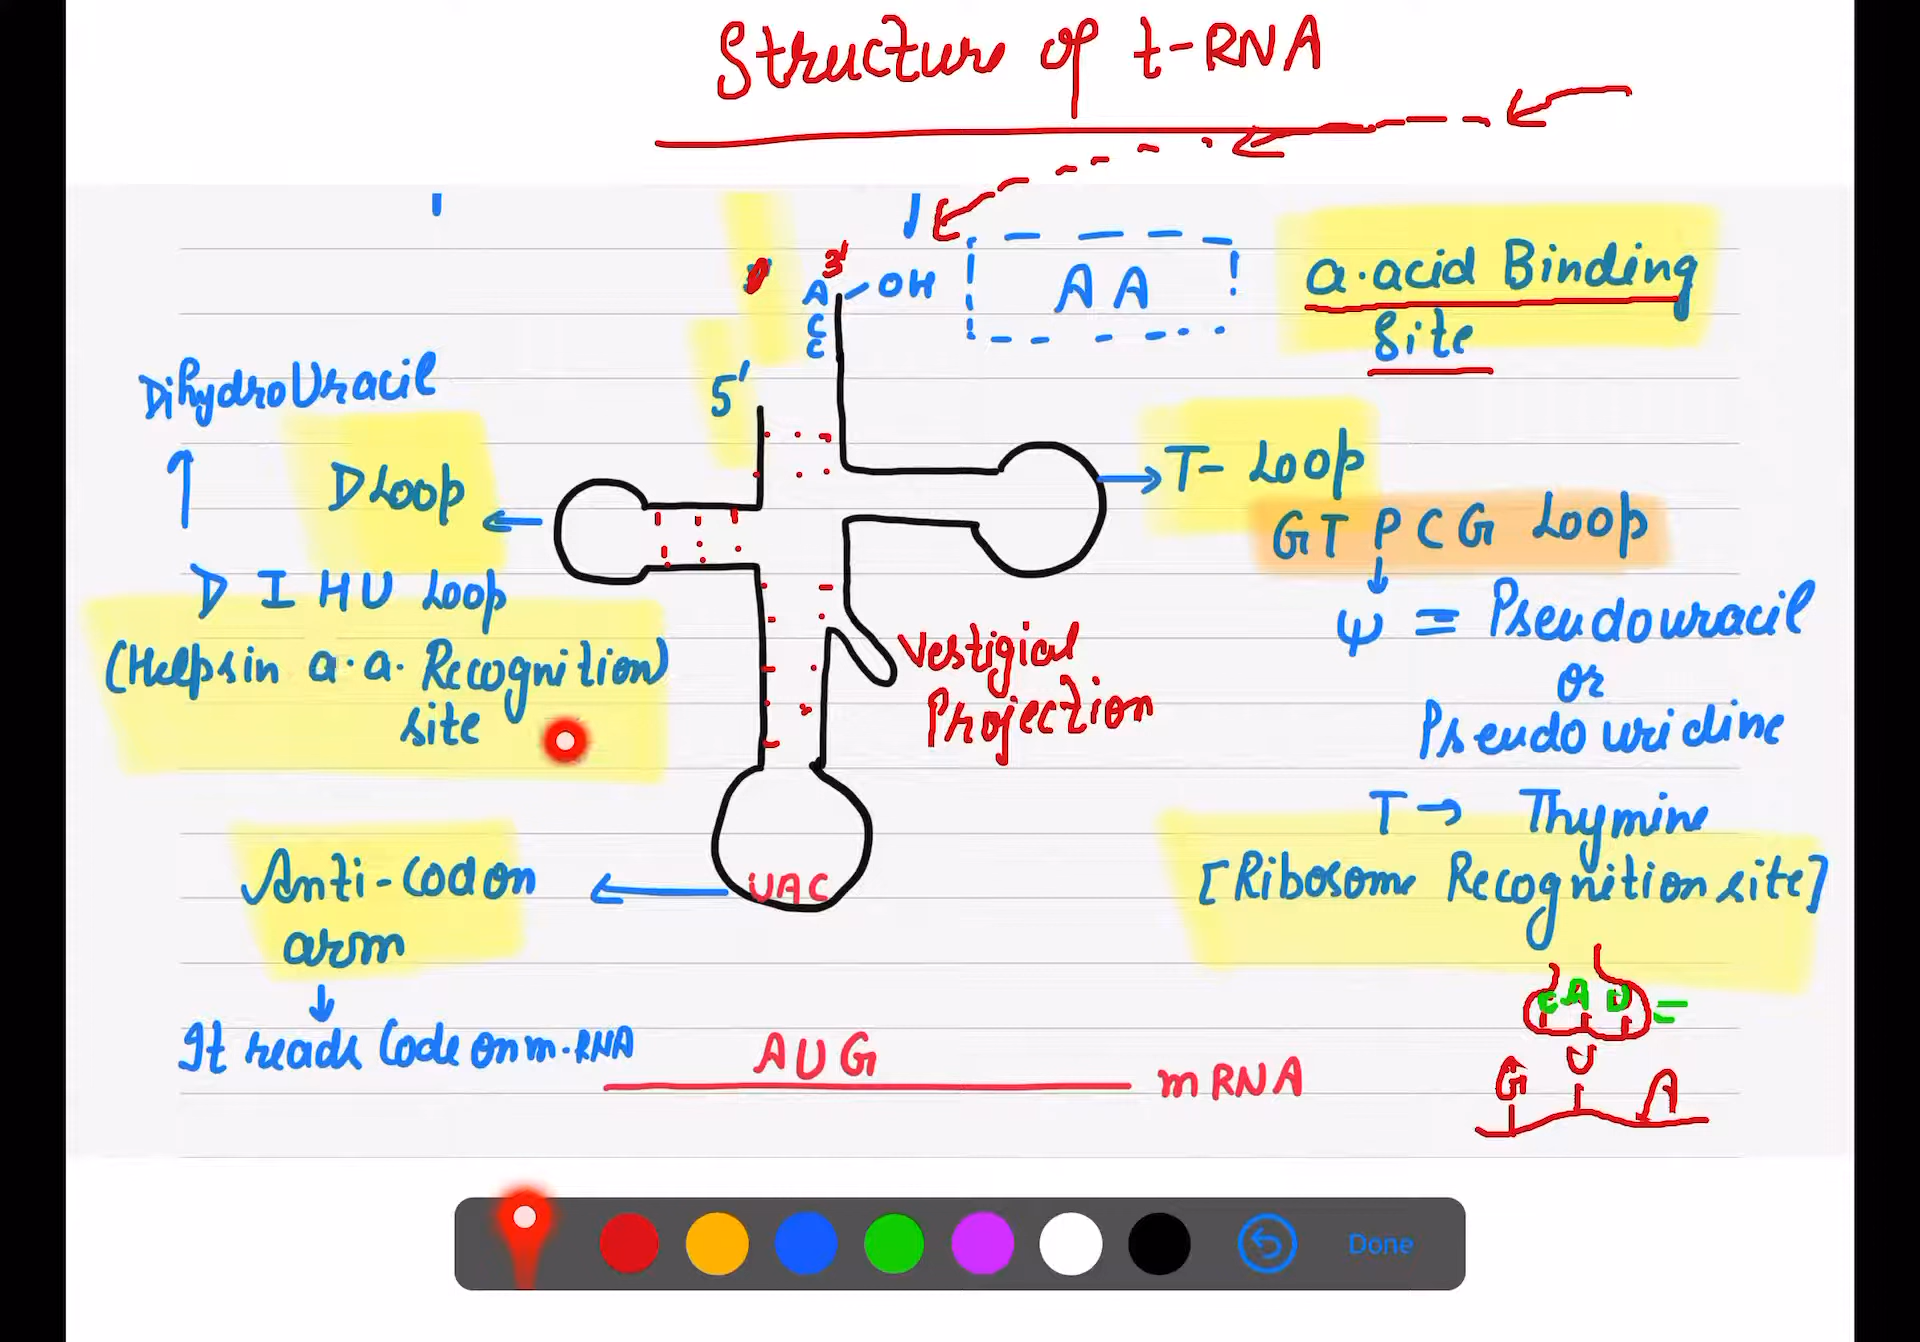 Structure of t-RNA
3'
A - OH
C
C
A A
a.acid Binding
Site
5'
DihydroUracil
D Loop
T- Loop
GT P C G Loop
D I H U Loop
(Helps in a.a. Recognition)
site
Vestigial
Projection
ψ = Pseudouracil
or
Pseudouridine
T → Thymine
[Ribosome Recognition site]
Anti-codon
arm
UAC
It reads Code on m-RNA
AUG
mRNA
C A U =
G U A
Done